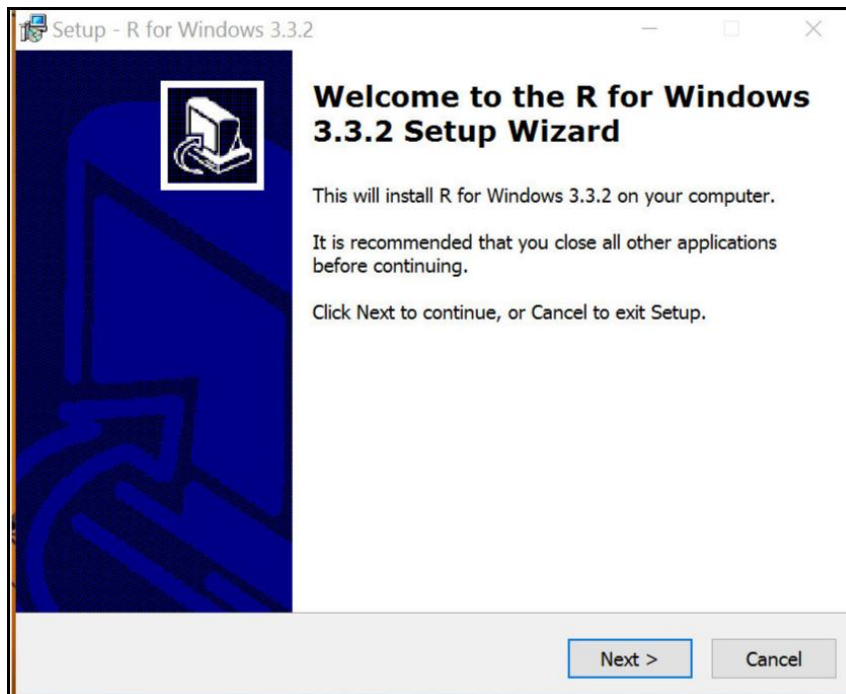 Setup - R for Windows 3.3.2
Welcome to the R for Windows
3.3.2 Setup Wizard
This will install R for Windows 3.3.2 on your computer.
It is recommended that you close all other applications
before continuing.
Click Next to continue, or Cancel to exit Setup.
Next >
Cancel